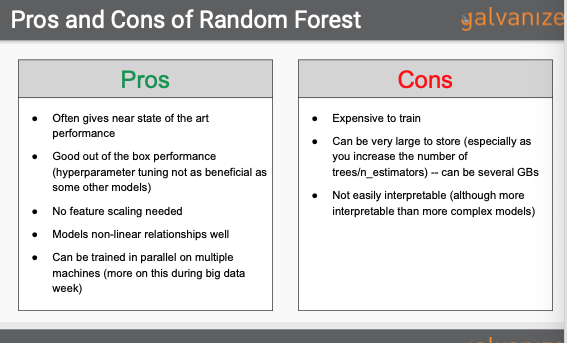 Pros and Cons of Random Forest
galvanize
Pros
● Often gives near state of the art
performance
● Good out of the box performance
(hyperparameter tuning not as beneficial as
some other models)
● No feature scaling needed
● Models non-linear relationships well
● Can be trained in parallel on multiple
machines (more on this during big data
week)
Cons
● Expensive to train
● Can be very large to store (especially as
you increase the number of
trees/n_estimators) -- can be several GBs
● Not easily interpretable (although more
interpretable than more complex models)